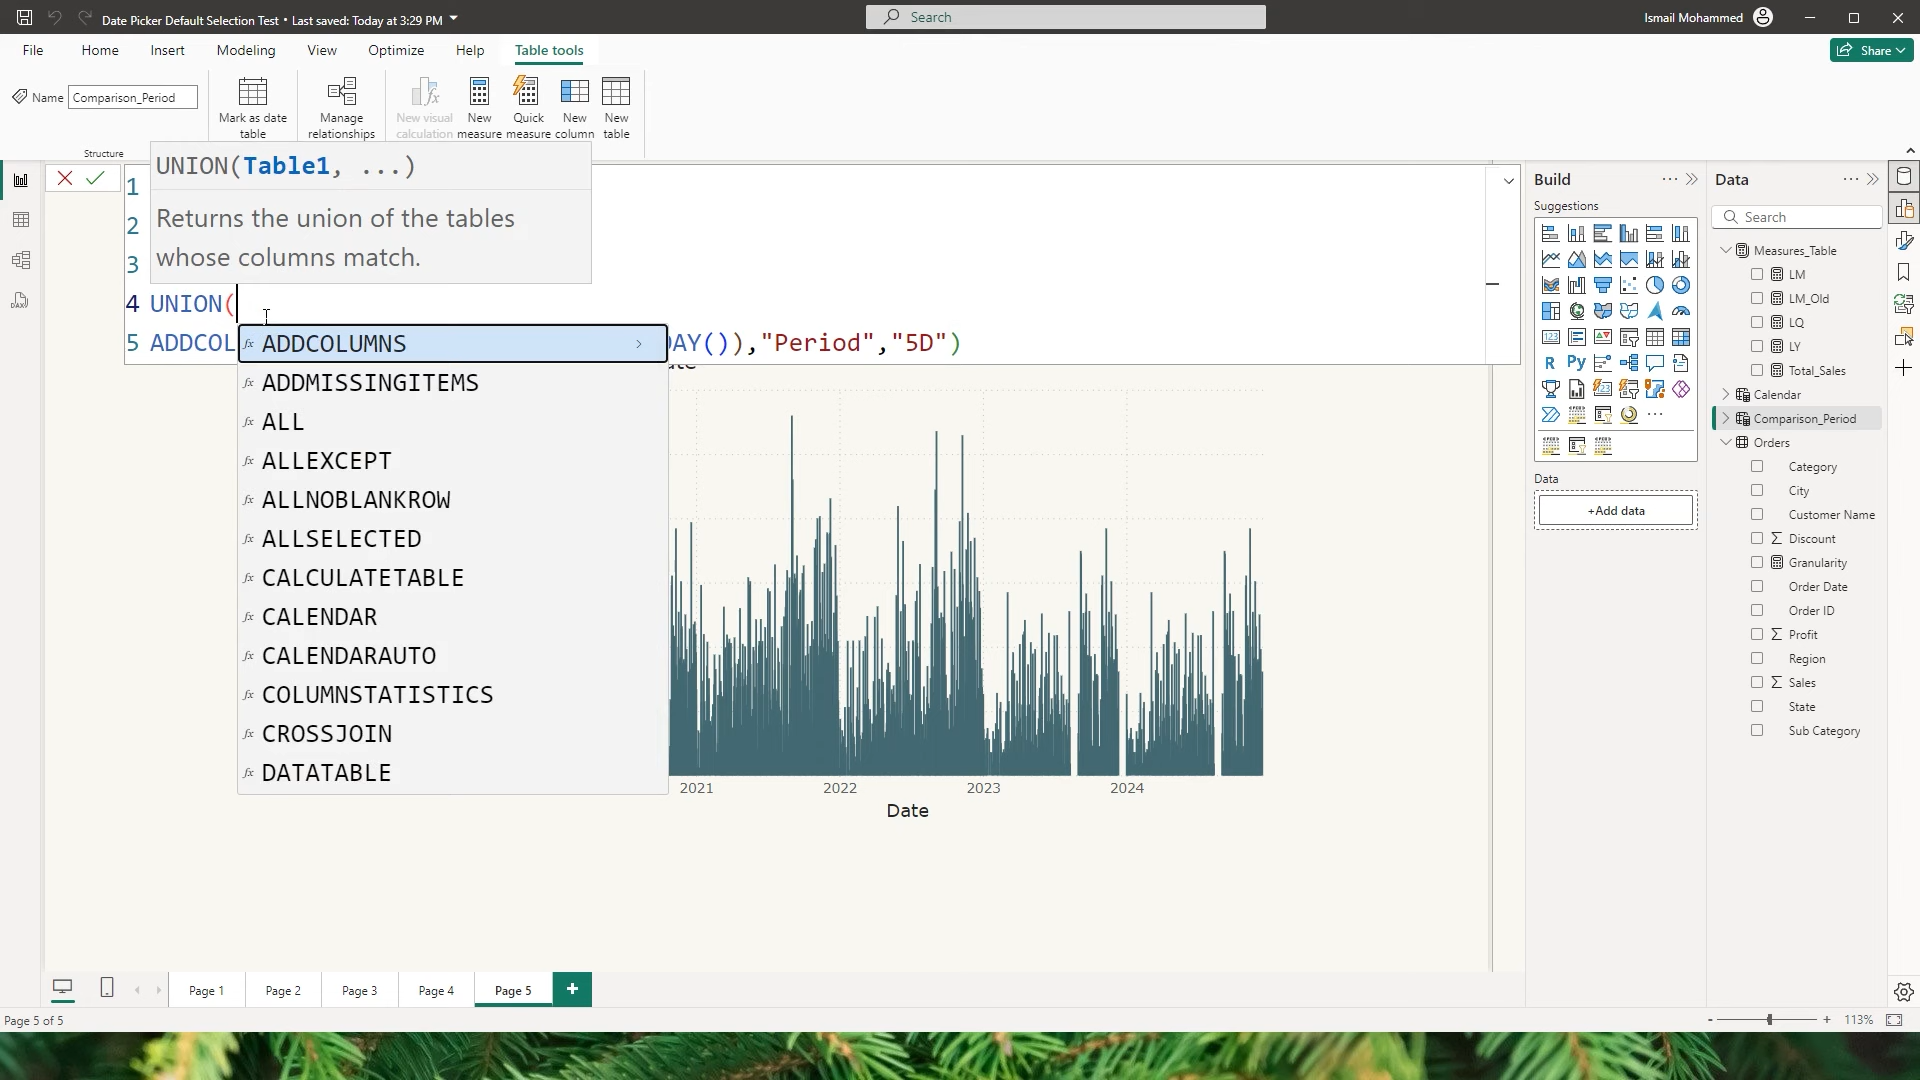 Date Picker Default Selection Test • Last saved: Today at 3:29 PM
Search
Ismail Mohammed
File
Home
Insert
Modeling
View
Optimize
Help
Table tools
Share
Name
Comparison_Period
Mark as date
table
Manage
relationships
New visual
calculation
New
measure
Quick
measure
New
column
New
table
Structure
UNION(Table1, ...)
Returns the union of the tables
whose columns match.
1
2
3
4 UNION(
5 ADDCOL
AY()),"Period","5D")
ADDCOLUMNS
ADDMISSINGITEMS
ALL
ALLEXCEPT
ALLNOBLANKROW
ALLSELECTED
CALCULATETABLE
CALENDAR
CALENDARAUTO
COLUMNSTATISTICS
CROSSJOIN
DATATABLE
2021
2022
2023
2024
Date
Build
Suggestions
R
Py
Data
+Add data
Data
Search
Measures_Table
LM
LM_Old
LQ
LY
Total_Sales
Calendar
Comparison_Period
Orders
Category
City
Customer Name
Discount
Granularity
Order Date
Order ID
Profit
Region
Sales
State
Sub Category
Page 1
Page 2
Page 3
Page 4
Page 5
Page 5 of 5
113%